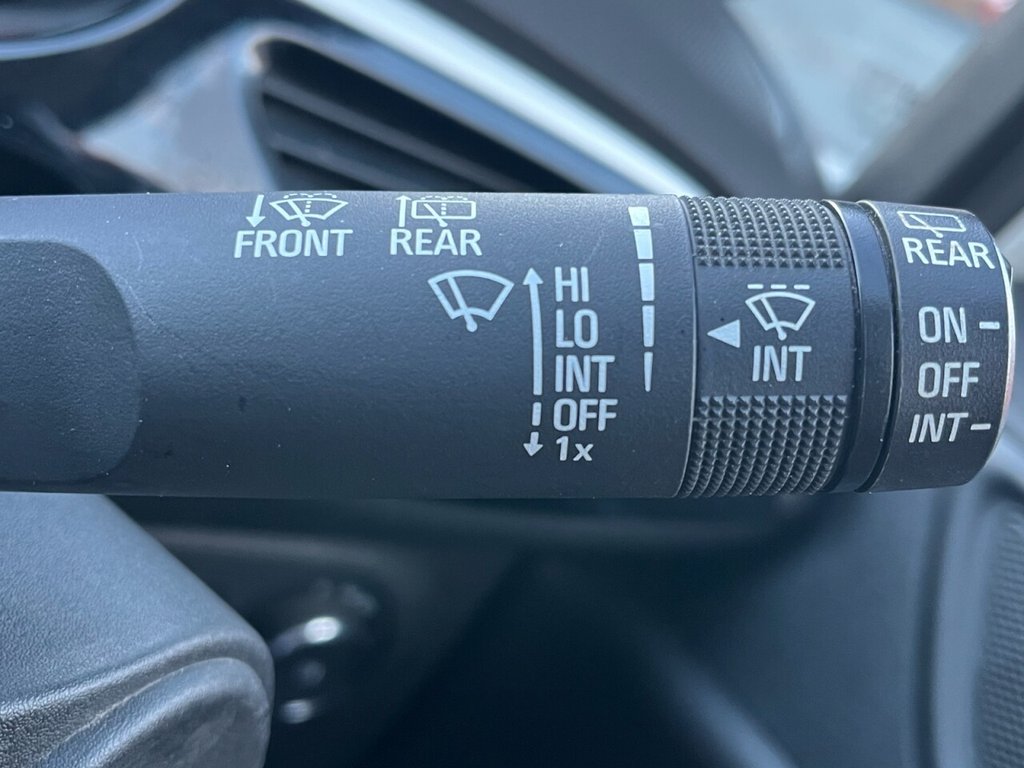 FRONT
REAR
HI
LO
INT
OFF
1x
INT
REAR
ON
OFF
INT